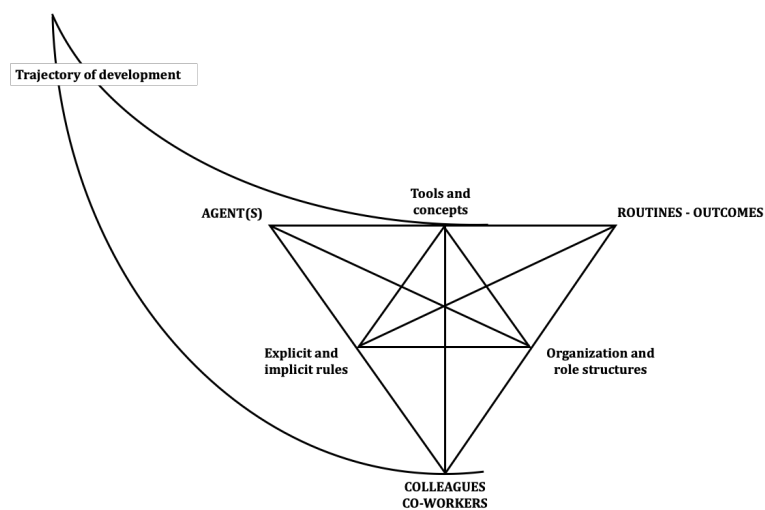 Trajectory of development
Tools and
concepts
AGENT(S)
ROUTINES - OUTCOMES
Explicit and
implicit rules
Organization and
role structures
COLLEAGUES
CO-WORKERS